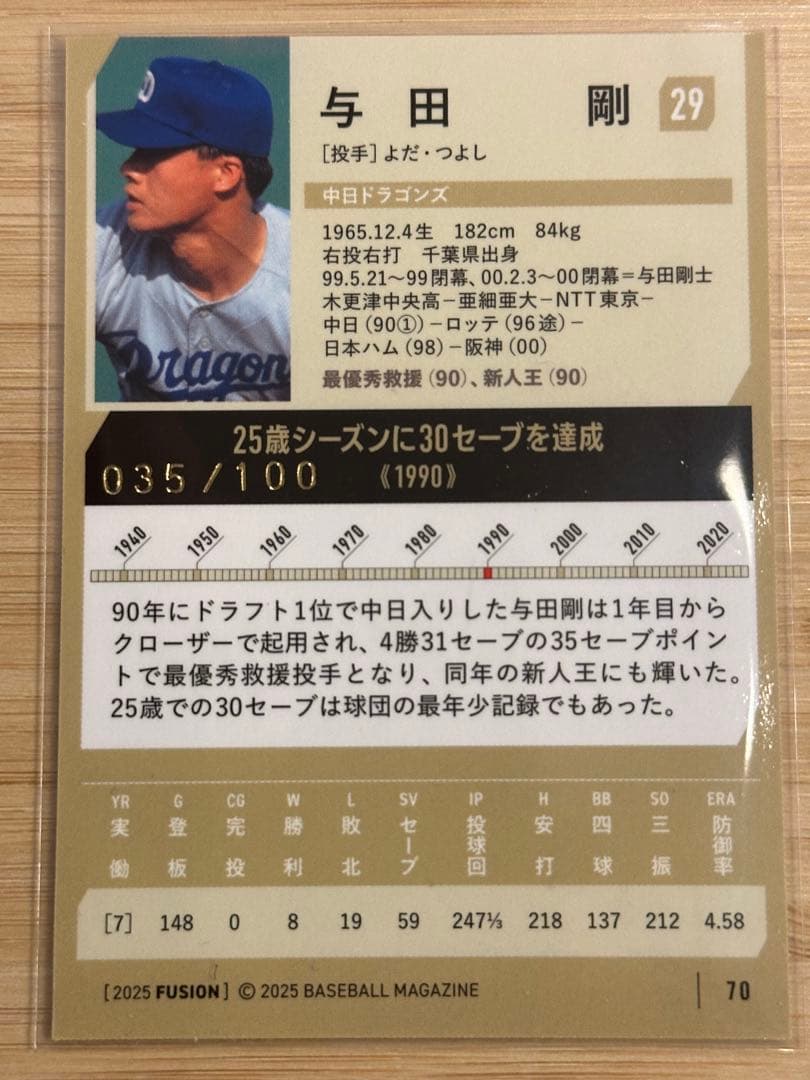 D
Dragon
与田 剛 29
[投手]よだ・つよし
中日ドラゴンズ
1965.12.4生 182cm 84kg
右投右打 千葉県出身
99.5.21〜99閉幕、00.2.3〜00閉幕=与田剛士
木更津中央高−亜細亜大−NTT東京−
中日(90①)−ロッテ(96途)−
日本ハム(98)−阪神(00)
最優秀救援(90)、新人王(90)
25歳シーズンに30セーブを達成
035/100 《1990》
1940 1950 1960 1970 1980 1990 2000 2010 2020
90年にドラフト1位で中日入りした与田剛は1年目から
クローザーで起用され、4勝31セーブの35セーブポイン
トで最優秀救援投手となり、同年の新人王にも輝いた。
25歳での30セーブは球団の最年少記録でもあった。
YR G CG W L SV IP H BB SO ERA
実働 登板 完投 勝利 敗北 セーブ 投球回 安打 四球 三振 防御率
[7] 148 0 8 19 59 247⅓ 218 137 212 4.58
[2025 FUSION] © 2025 BASEBALL MAGAZINE 70